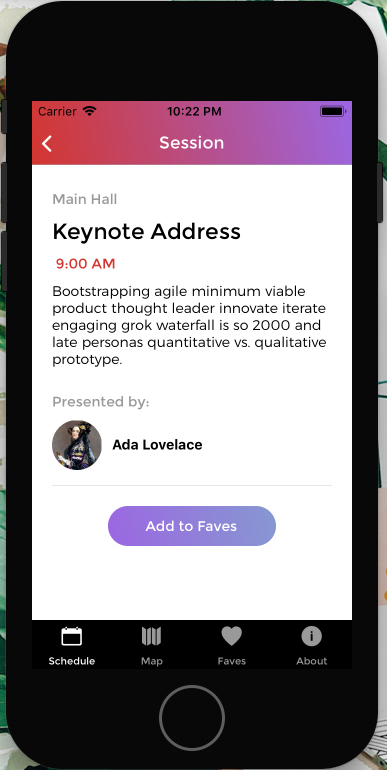 Carrier 10:22 PM
Session
Main Hall
Keynote Address
9:00 AM
Bootstrapping agile minimum viable
product thought leader innovate iterate
engaging grok waterfall is so 2000 and
late personas quantitative vs. qualitative
prototype.
Presented by:
Ada Lovelace
Add to Faves
Schedule Map Faves About